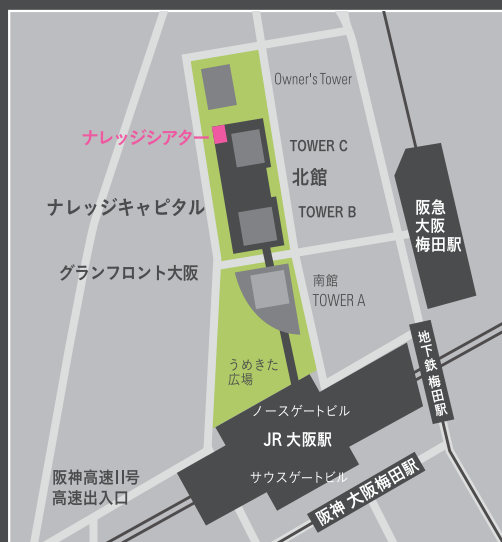 Owner's Tower
ナレッジシアター
TOWER C
北館
ナレッジキャピタル
TOWER B
阪急
大阪
梅田駅
グランフロント大阪
南館
TOWER A
うめきた
広場
地下鉄 梅田駅
ノースゲートビル
JR 大阪駅
サウスゲートビル
阪神高速11号
高速出入口
阪神 大阪梅田駅